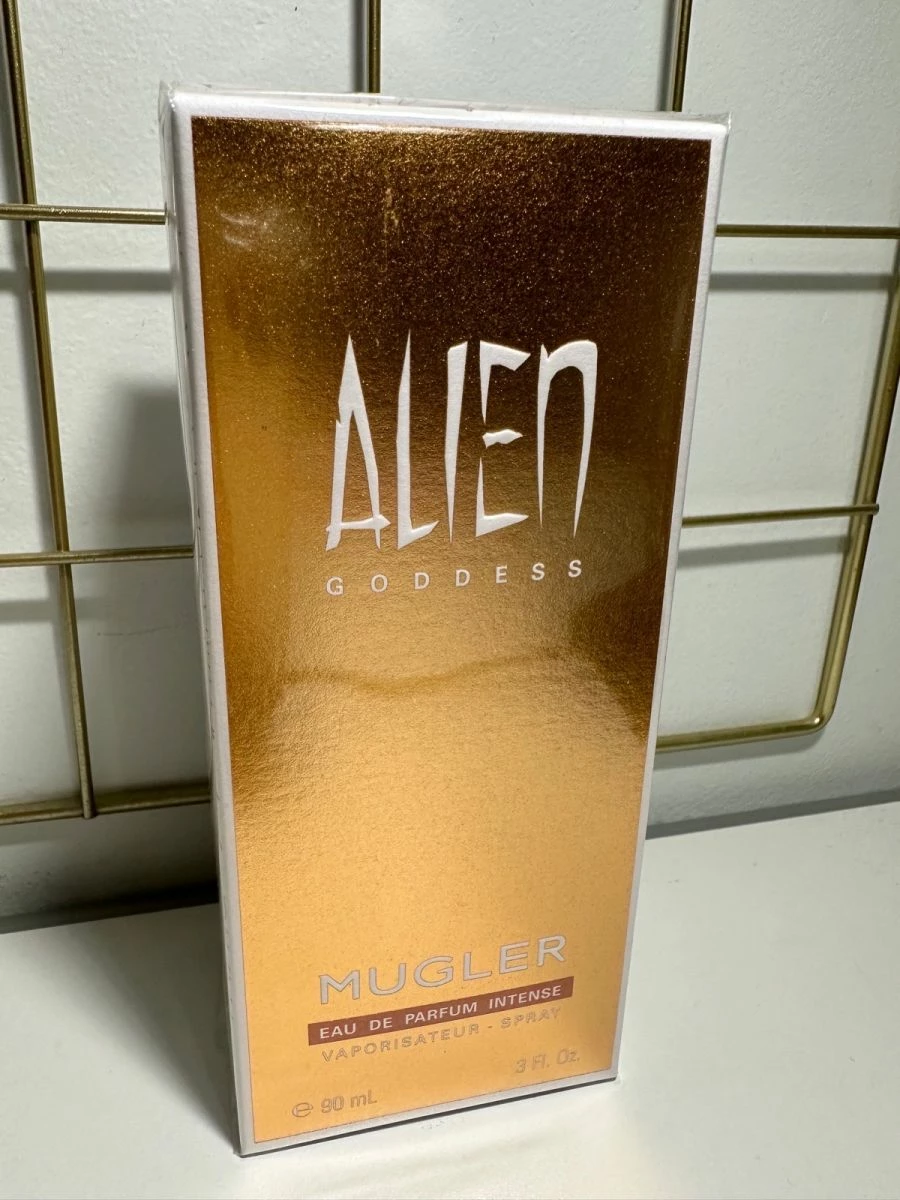 ALIEN
GODDESS
MUGLER
EAU DE PARFUM INTENSE
VAPORISATEUR - SPRAY
3 Fl. Oz.
℮ 90 mL